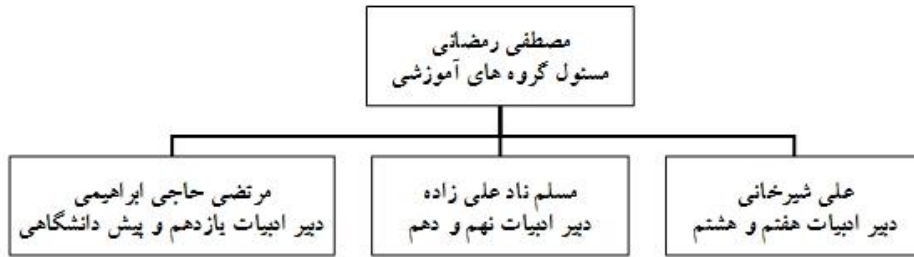 مصطفی رمضانی
مسئول گروه های آموزشی
علی شیرخانی
دبیر ادبیات هفتم و هشتم
مسلم ناد علی زاده
دبیر ادبیات نهم و دهم
مرتضی حاجی ابراهیمی
دبیر ادبیات یازدهم و پیش دانشگاهی